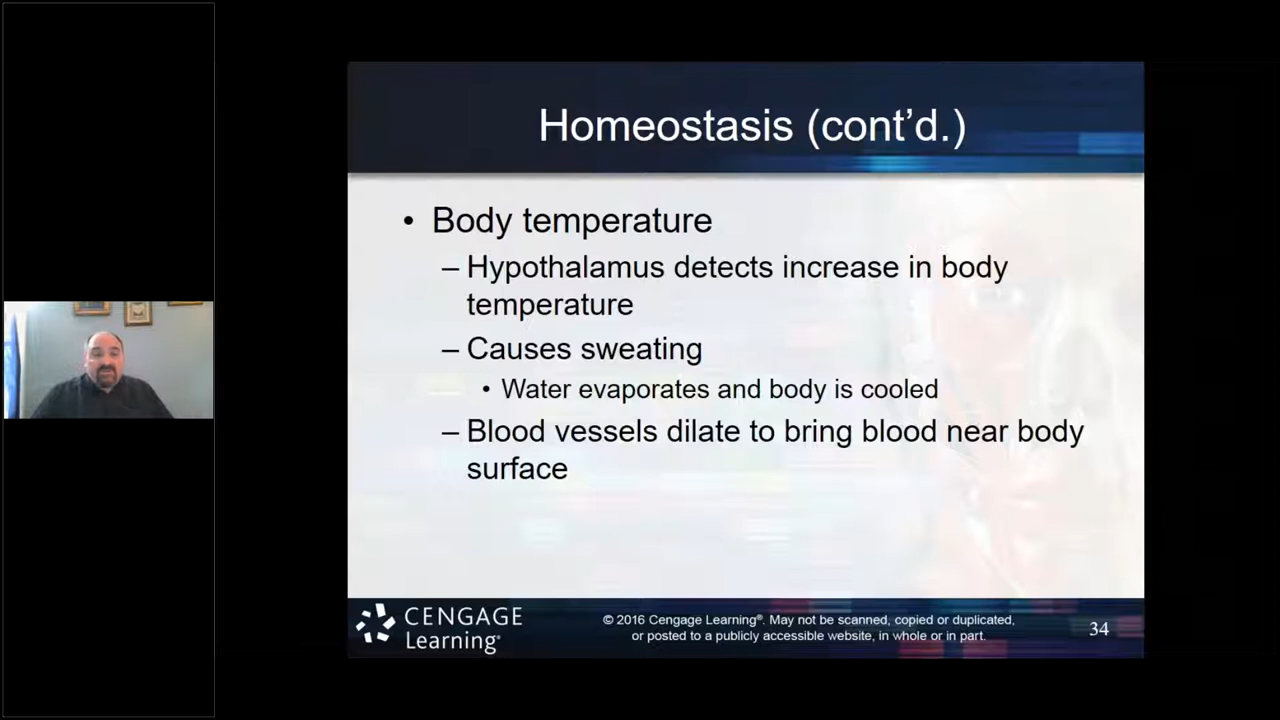 Homeostasis (cont’d.)
• Body temperature
– Hypothalamus detects increase in body
temperature
– Causes sweating
• Water evaporates and body is cooled
– Blood vessels dilate to bring blood near body
surface
CENGAGE
Learning®
© 2016 Cengage Learning®. May not be scanned, copied or duplicated,
or posted to a publicly accessible website, in whole or in part.
34